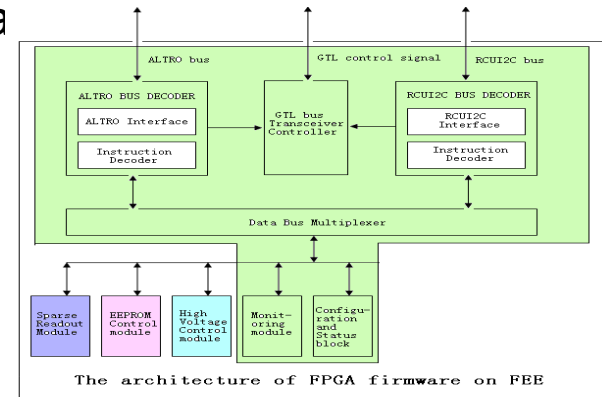 a
ALTRO bus
GTL control signal
RCUI2C bus
ALTRO BUS DECODER
ALTRO Interface
Instruction
Decoder
GTL bus
Transceiver
Controller
RCUI2C BUS DECODER
RCUI2C
Interface
Instruction
Decoder
Data Bus Multiplexer
Sparse
Readout
Module
EEPROM
Control
module
High
Voltage
Control
module
Monit-
oring
module
Configu-
ration
and
Status
block
The architecture of FPGA firmware on FEE